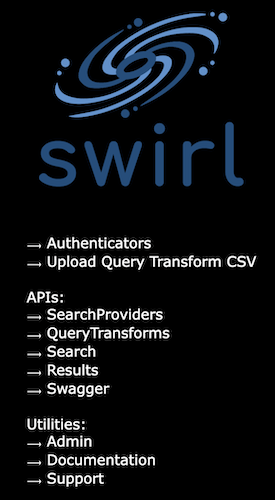 swirl
→ Authenticators
→ Upload Query Transform CSV
APIs:
→ SearchProviders
→ QueryTransforms
→ Search
→ Results
→ Swagger
Utilities:
→ Admin
→ Documentation
→ Support